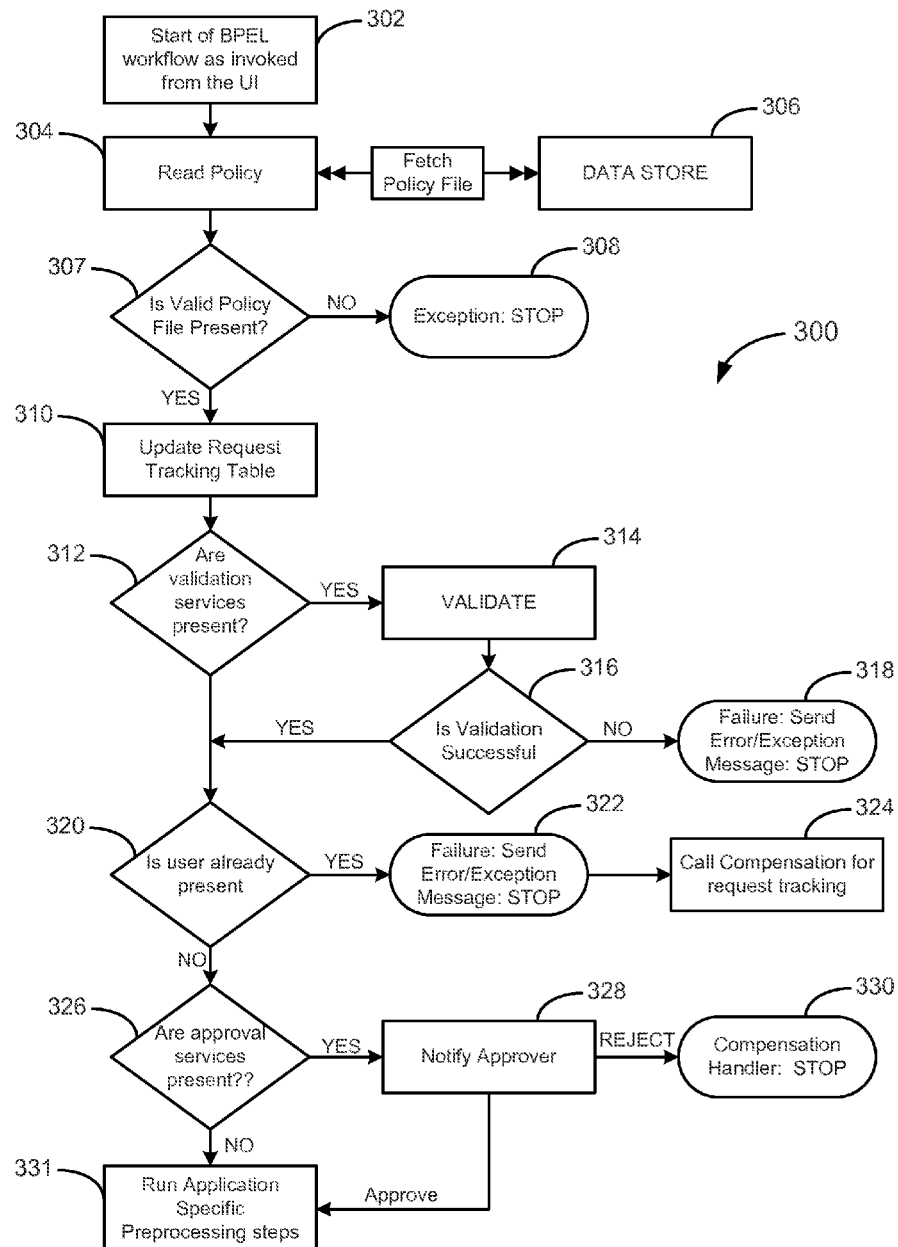 302
Start of BPEL
workflow as invoked
from the UI
304
306
Read Policy
Fetch
Policy File
DATA STORE
307
308
Is Valid Policy
File Present?
NO
Exception: STOP
300
YES
310
Update Request
Tracking Table
312
314
Are
validation
services
present?
YES
VALIDATE
316
318
Is Validation
Successful
YES
NO
Failure: Send
Error/Exception
Message: STOP
320
322
324
Is user already
present
YES
Failure: Send
Error/Exception
Message: STOP
Call Compensation for
request tracking
NO
326
328
330
Are approval
services
present??
YES
Notify Approver
REJECT
Compensation
Handler: STOP
NO
331
Run Application
Specific
Preprocessing steps
Approve